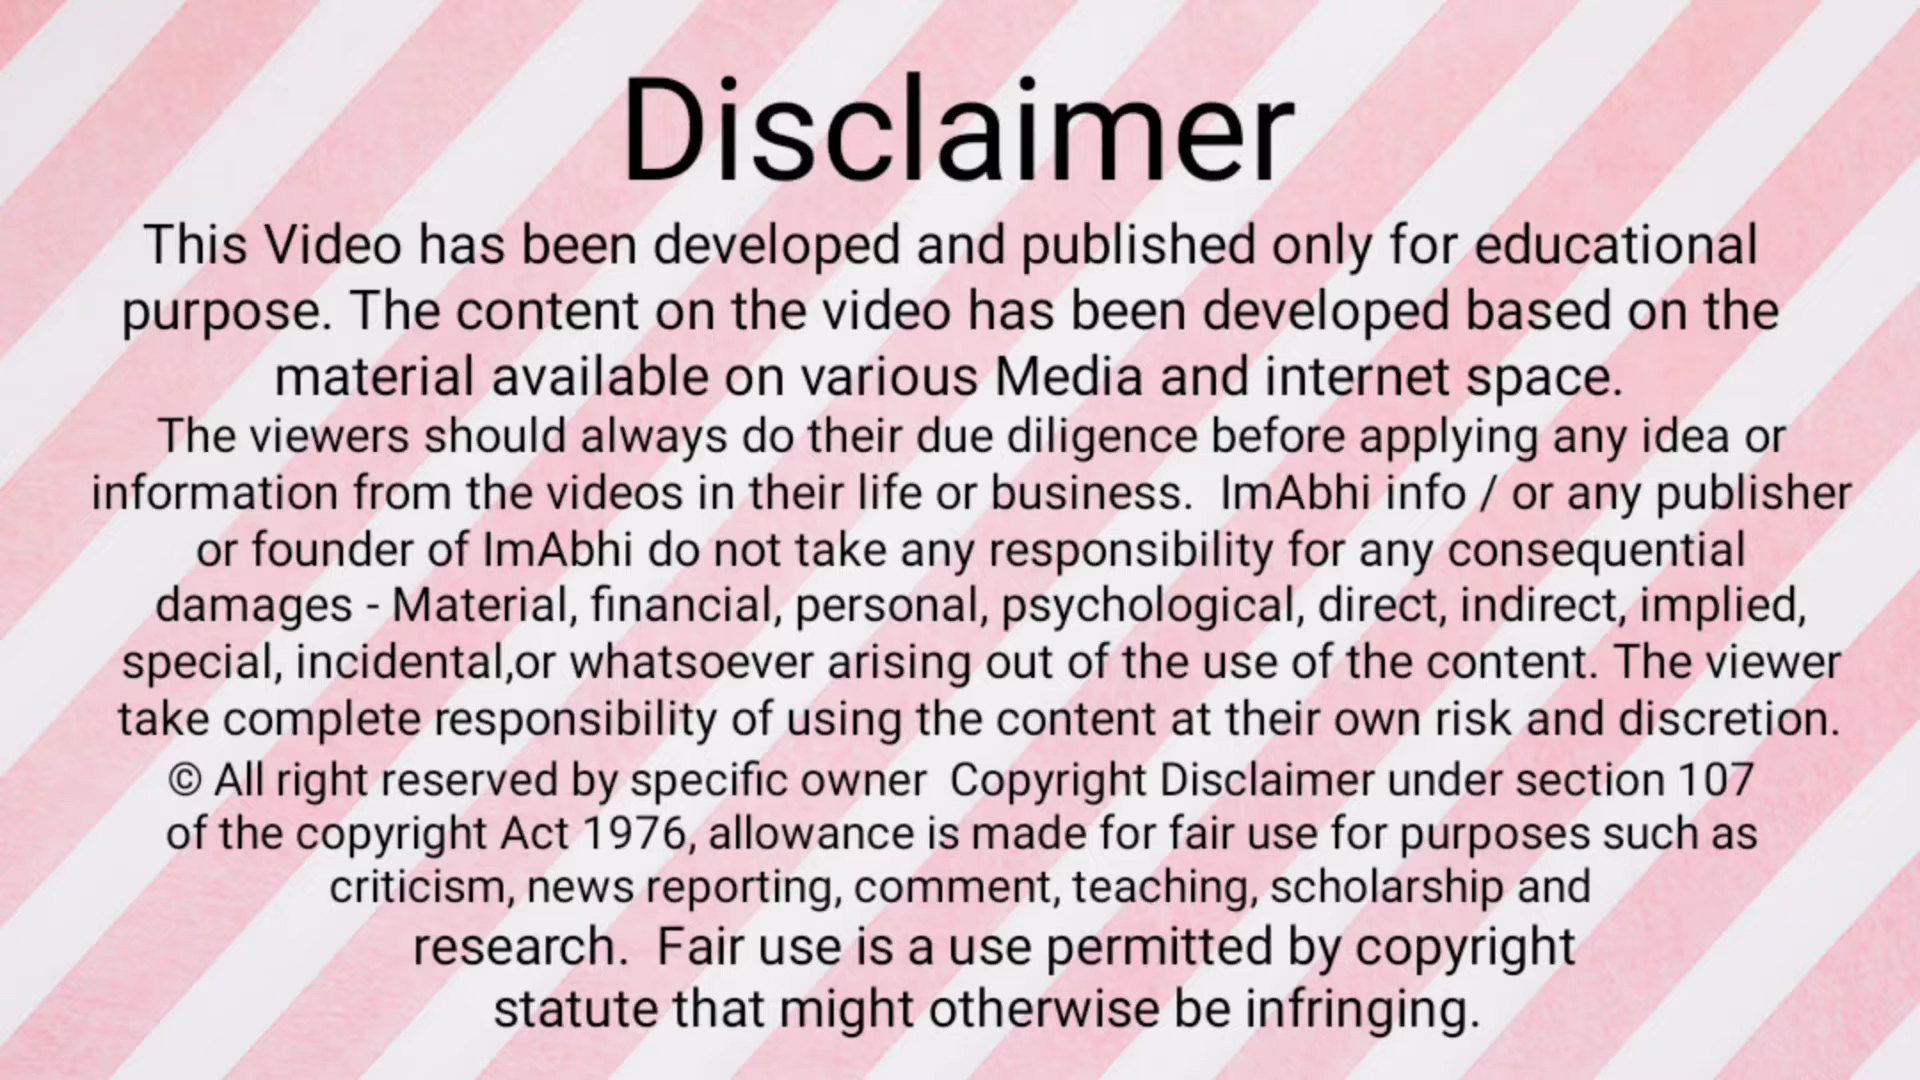 Disclaimer
This Video has been developed and published only for educational
purpose. The content on the video has been developed based on the
material available on various Media and internet space.
The viewers should always do their due diligence before applying any idea or
information from the videos in their life or business.  ImAbhi info / or any publisher
or founder of ImAbhi do not take any responsibility for any consequential
damages - Material, financial, personal, psychological, direct, indirect, implied,
special, incidental,or whatsoever arising out of the use of the content. The viewer
take complete responsibility of using the content at their own risk and discretion.
© All right reserved by specific owner  Copyright Disclaimer under section 107
of the copyright Act 1976, allowance is made for fair use for purposes such as
criticism, news reporting, comment, teaching, scholarship and
research.  Fair use is a use permitted by copyright
statute that might otherwise be infringing.